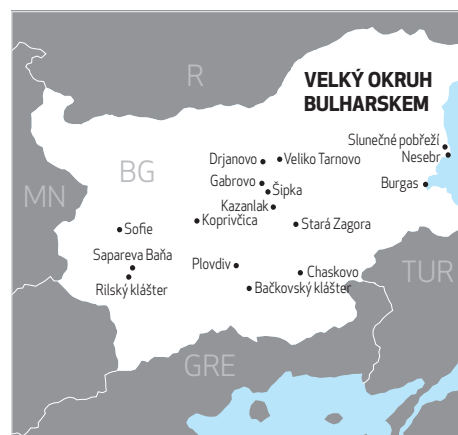 R
VELKÝ OKRUH
BULHARSKEM
Slunečné pobřeží
Nesebr
Drjanovo
Veliko Tarnovo
BG
Gabrovo
Šipka
Burgas
MN
Kazanlak
Koprivčica
Stará Zagora
Sofie
Sapareva Baňa
Plovdiv
Chaskovo
TUR
Rilský klášter
Bačkovský klášter
GRE